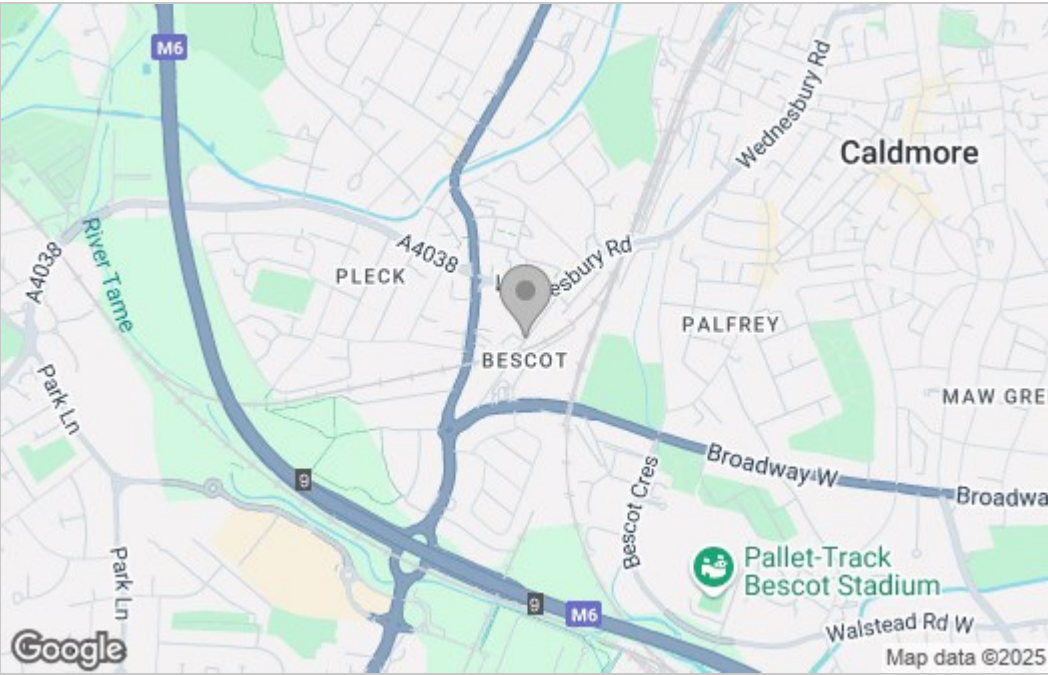 M6
Wednesbury Rd
Caldmore
River Tame
A4038
A4038
PLECK
esbury Rd
PALFREY
BESCOT
Park Ln
MAW GRE
9
Broadway W
Broadwa
Bescot Cres
Park Ln
Pallet-Track
Bescot Stadium
9
M6
Walstead Rd W
Google
Map data ©2025